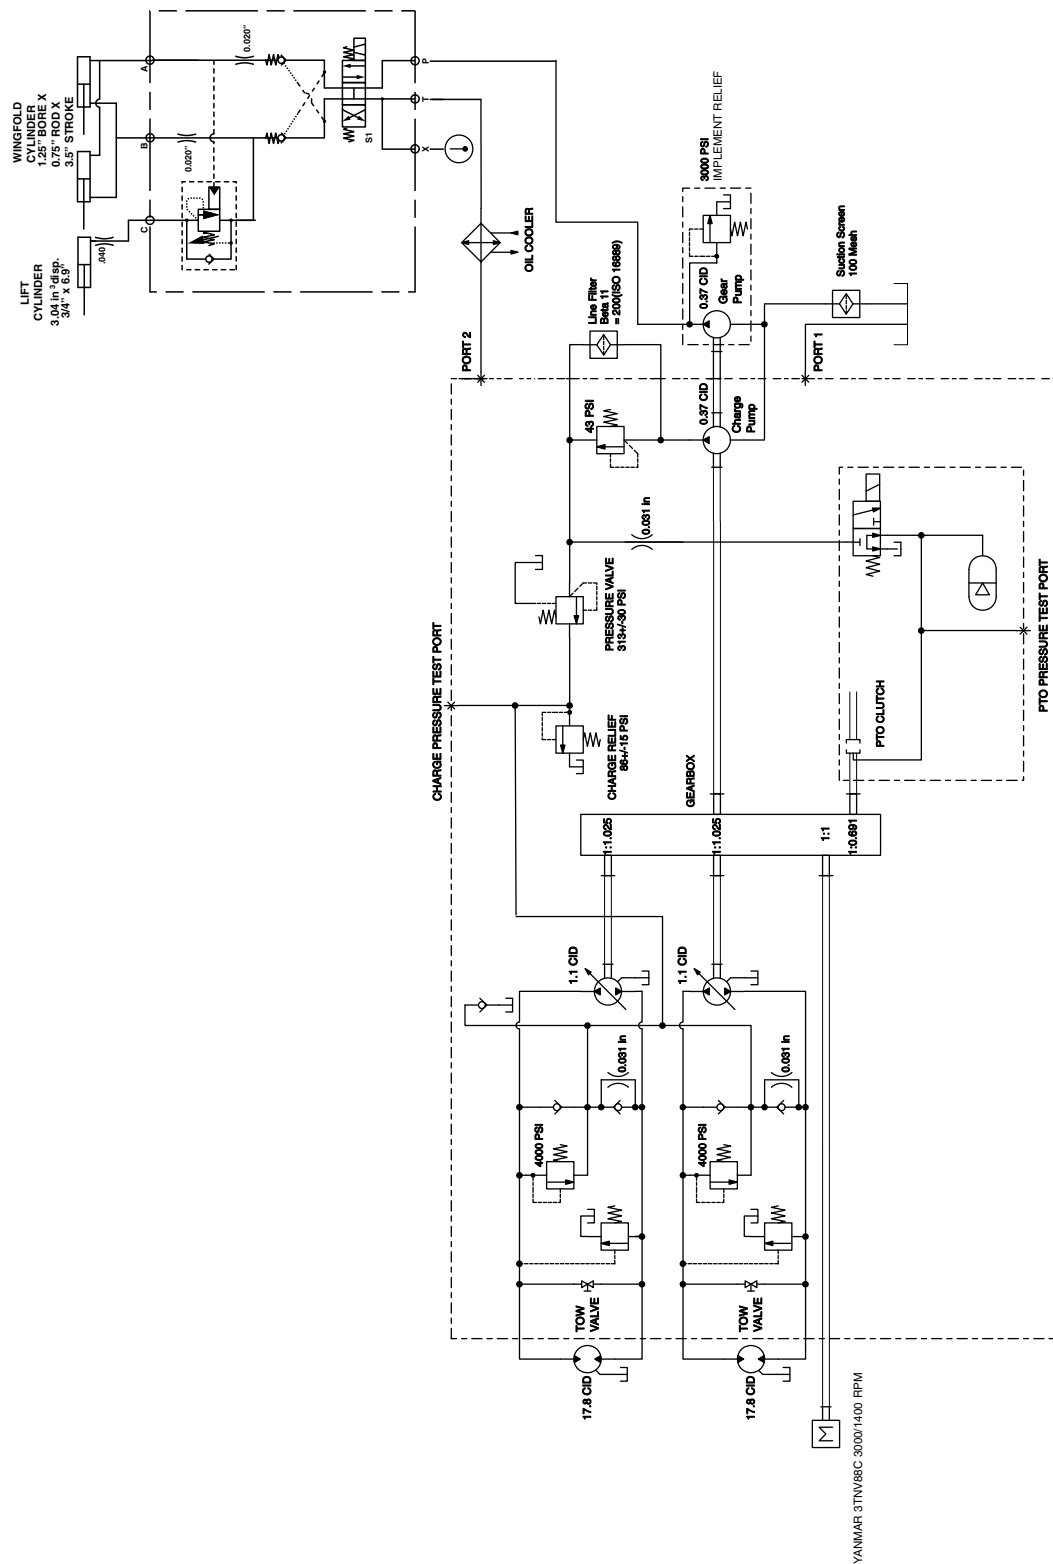 WINGFOLD
CYLINDER
1.25" BORE X
0.75" ROD X
3.5" STROKE
LIFT
CYLINDER
3.04 in ³disp.
3/4" x 6.9"
.040
A
B
C
0.020"
0.020"
S1
P
T
X
OIL COOLER
3000 PSI
IMPLEMENT RELIEF
Line Filter
Beta 11
= 200(ISO 16889)
0.37 CID
Gear
Pump
Suction Screen
100 Mesh
PORT 2
PORT 1
43 PSI
0.37 CID
Charge
Pump
0.031 in
PRESSURE VALVE
313+/-30 PSI
CHARGE PRESSURE TEST PORT
CHARGE RELIEF
86+/-15 PSI
PTO CLUTCH
PTO PRESSURE TEST PORT
GEARBOX
1:1.025
1:1.025
1:1
1:0.691
1.1 CID
1.1 CID
0.031 in
0.031 in
4000 PSI
4000 PSI
TOW
VALVE
TOW
VALVE
17.8 CID
17.8 CID
M
YANMAR 3TNV88C 3000/1400 RPM